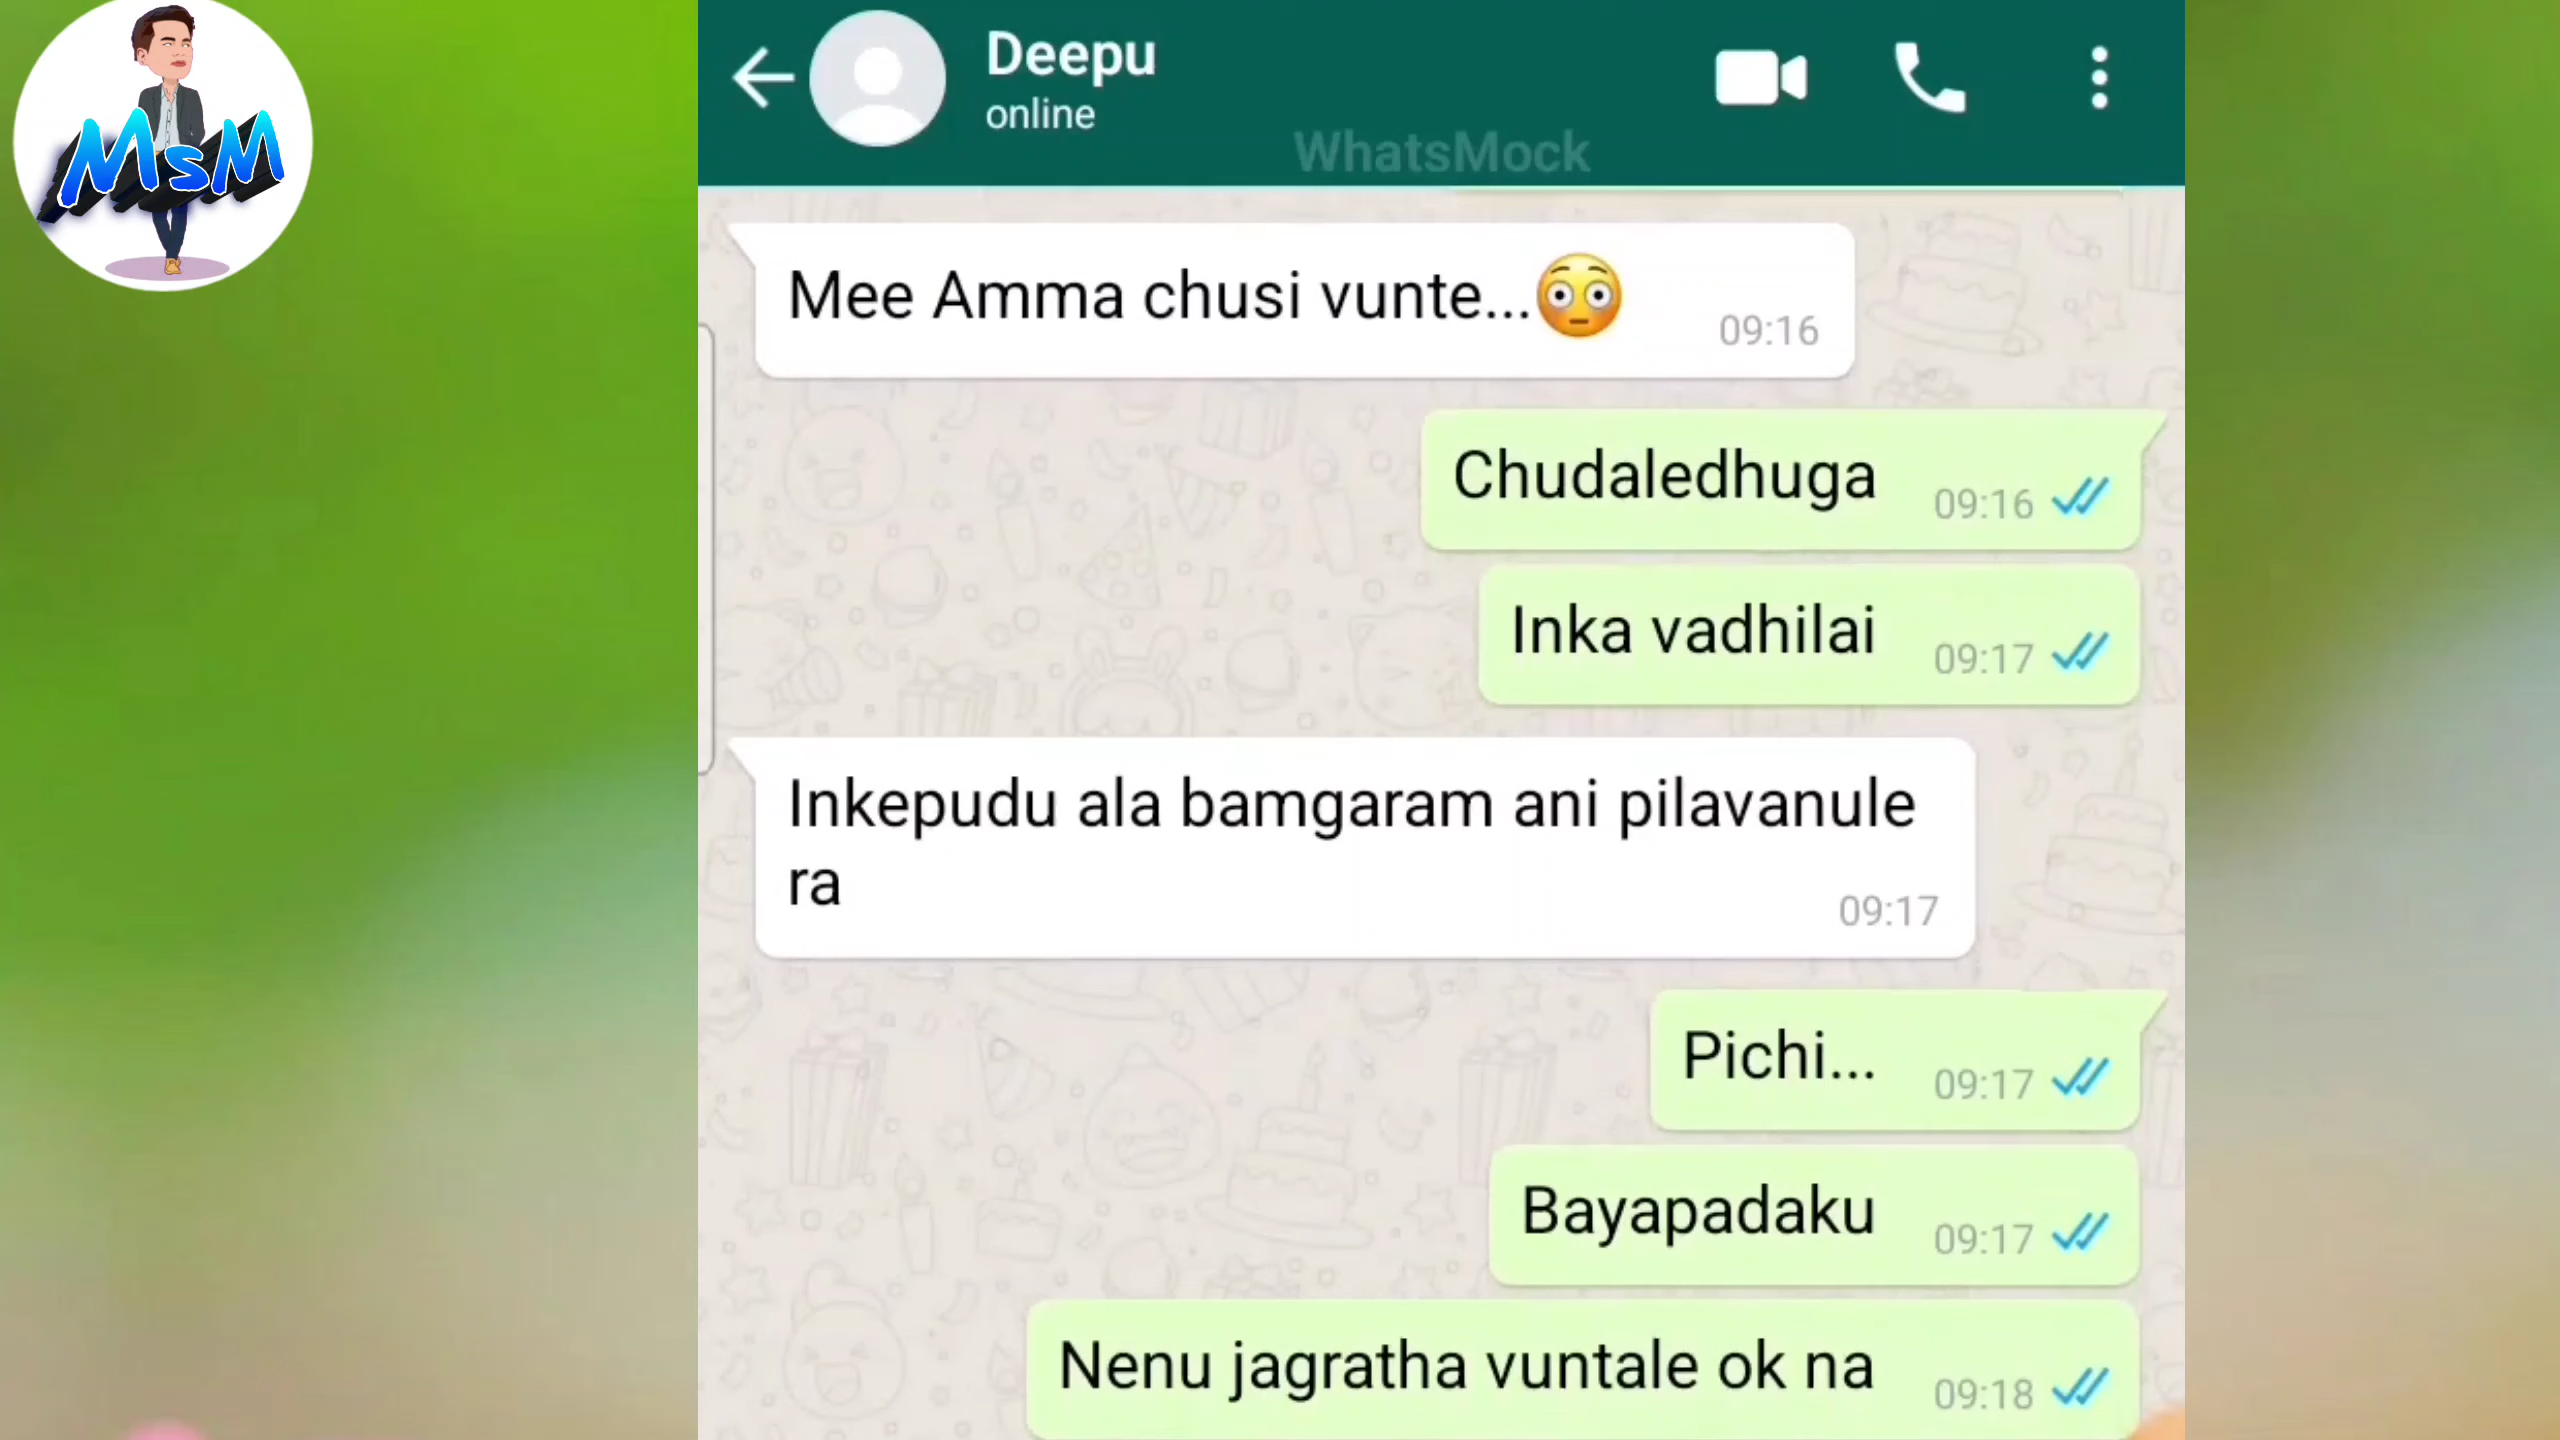 MsM
Deepu
online
WhatsMock
Mee Amma chusi vunte...😳
09:16
Chudaledhuga
09:16
Inka vadhilai
09:17
Inkepudu ala bamgaram ani pilavanule
ra
09:17
Pichi...
09:17
Bayapadaku
09:17
Nenu jagratha vuntale ok na
09:18